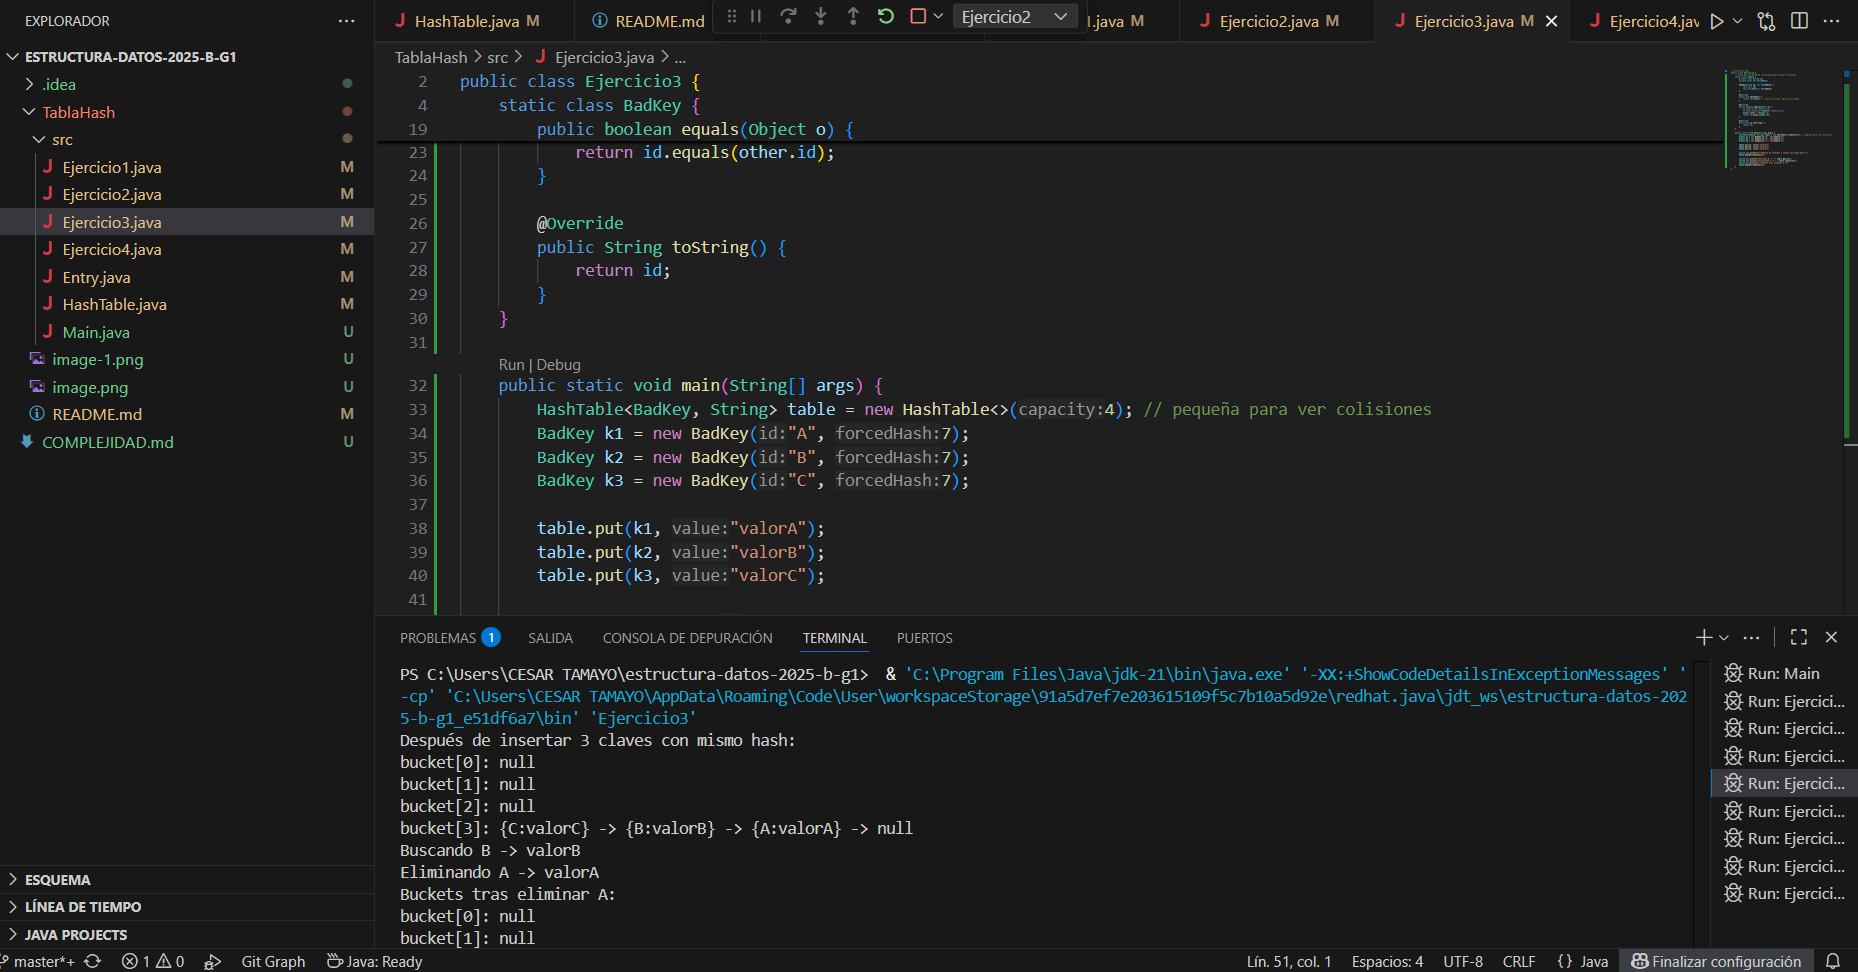 EXPLORADOR
ESTRUCTURA-DATOS-2025-B-G1
.idea
TablaHash
src
Ejercicio1.java M
Ejercicio2.java M
Ejercicio3.java M
Ejercicio4.java M
Entry.java M
HashTable.java M
Main.java U
image-1.png U
image.png U
README.md M
COMPLEJIDAD.md U
ESQUEMA
LÍNEA DE TIEMPO
JAVA PROJECTS
HashTable.java M
README.md
Ejercicio2
.java M
Ejercicio2.java M
Ejercicio3.java M
Ejercicio4.jav
TablaHash > src > Ejercicio3.java > ...
2 public class Ejercicio3 {
4 static class BadKey {
19 public boolean equals(Object o) {
23 return id.equals(other.id);
24 }
25
26 @Override
27 public String toString() {
28 return id;
29 }
30 }
31
Run | Debug
32 public static void main(String[] args) {
33 HashTable<BadKey, String> table = new HashTable<>(capacity:4); // pequeña para ver colisiones
34 BadKey k1 = new BadKey(id:"A", forcedHash:7);
35 BadKey k2 = new BadKey(id:"B", forcedHash:7);
36 BadKey k3 = new BadKey(id:"C", forcedHash:7);
37
38 table.put(k1, value:"valorA");
39 table.put(k2, value:"valorB");
40 table.put(k3, value:"valorC");
41
PROBLEMAS 1 SALIDA CONSOLA DE DEPURACIÓN TERMINAL PUERTOS
PS C:\Users\CESAR TAMAYO\estructura-datos-2025-b-g1> & 'C:\Program Files\Java\jdk-21\bin\java.exe' '-XX:+ShowCodeDetailsInExceptionMessages' '
-cp' 'C:\Users\CESAR TAMAYO\AppData\Roaming\Code\User\workspaceStorage\91a5d7ef7e203615109f5c7b10a5d92e\redhat.java\jdt_ws\estructura-datos-202
5-b-g1_e51df6a7\bin' 'Ejercicio3'
Después de insertar 3 claves con mismo hash:
bucket[0]: null
bucket[1]: null
bucket[2]: null
bucket[3]: {C:valorC} -> {B:valorB} -> {A:valorA} -> null
Buscando B -> valorB
Eliminando A -> valorA
Buckets tras eliminar A:
bucket[0]: null
bucket[1]: null
Run: Main
Run: Ejercici...
Run: Ejercici...
Run: Ejercici...
Run: Ejercici...
Run: Ejercici...
Run: Ejercici...
Run: Ejercici...
Run: Ejercici...
master*+ 1 0 Git Graph Java: Ready Lín. 51, col. 1 Espacios: 4 UTF-8 CRLF {} Java Finalizar configuración